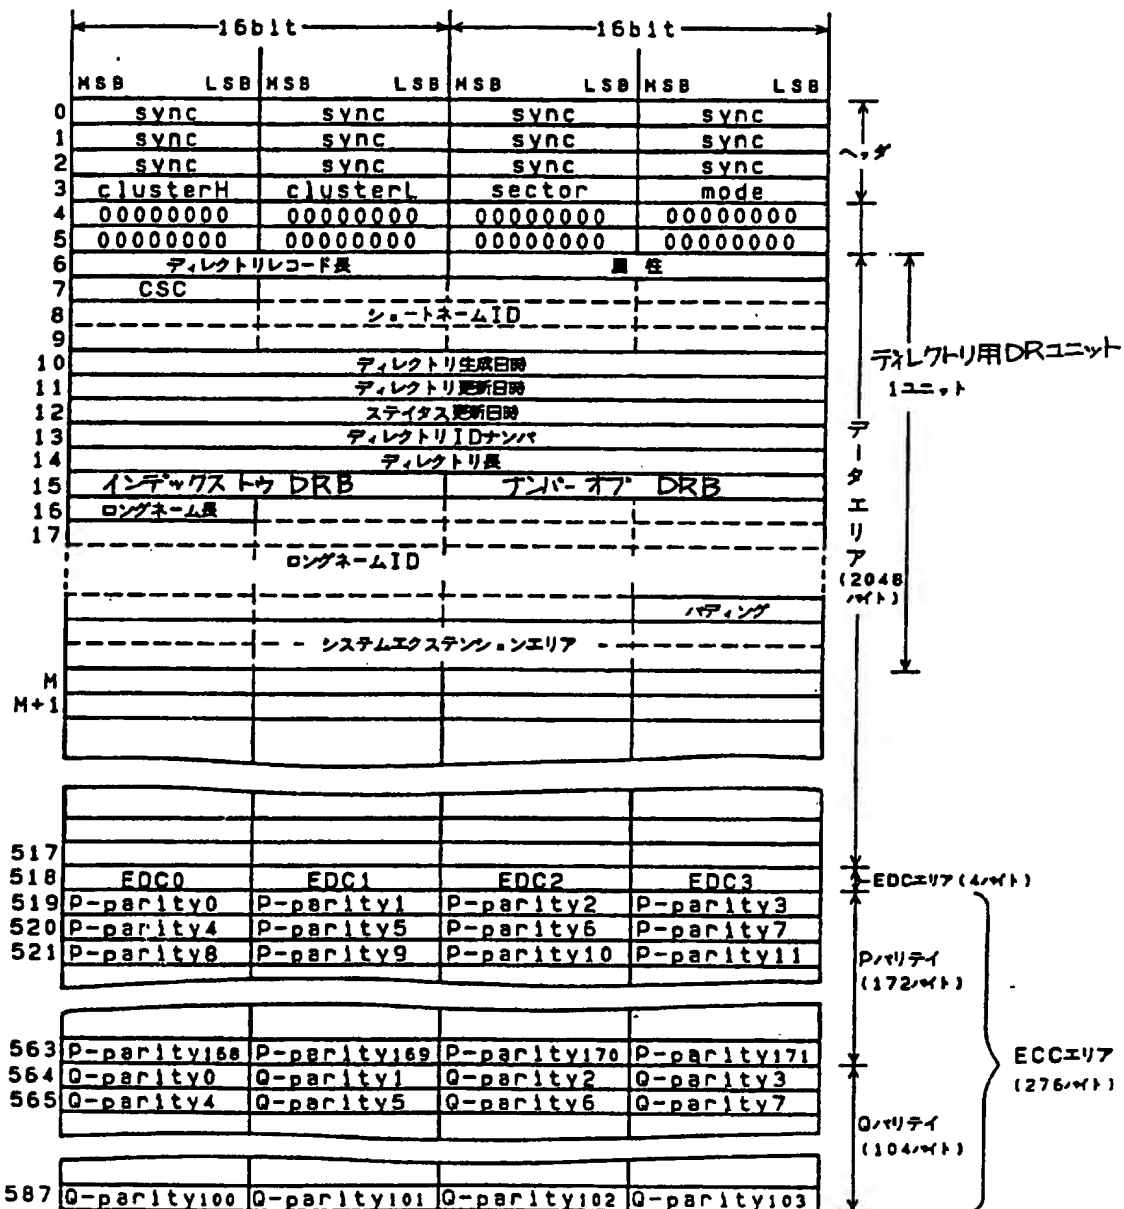 16bit 16bit
MSB LSB MSB LSB MSB LSB MSB LSB
0 sync sync sync sync
1 sync sync sync sync
2 sync sync sync sync
ヘッダ
3 clusterH clusterL sector mode
4 00000000 00000000 00000000 00000000
5 00000000 00000000 00000000 00000000
6 ディレクトリレコード長 属性
7 CSC
8 ショートネームID
9
10 ディレクトリ生成日時
11 ディレクトリ更新日時
12 ステイタス更新日時
13 ディレクトリIDナンバ
14 ディレクトリ長
15 インデックス トゥ DRB ナンバー オブ DRB
16 ロングネーム長
17
ロングネームID
パディング
システムエクステンションエリア
M
M+1
ディレクトリ用DRユニット
1ユニット
データエリア
(2048
バイト)
517
518 EDC0 EDC1 EDC2 EDC3
EDCエリア(4バイト)
519 P-parity0 P-parity1 P-parity2 P-parity3
520 P-parity4 P-parity5 P-parity6 P-parity7
521 P-parity8 P-parity9 P-parity10 P-parity11
Pパリテイ
(172バイト)
563 P-parity168 P-parity169 P-parity170 P-parity171
564 Q-parity0 Q-parity1 Q-parity2 Q-parity3
565 Q-parity4 Q-parity5 Q-parity6 Q-parity7
Qパリテイ
(104バイト)
ECCエリア
(276バイト)
587 Q-parity100 Q-parity101 Q-parity102 Q-parity103